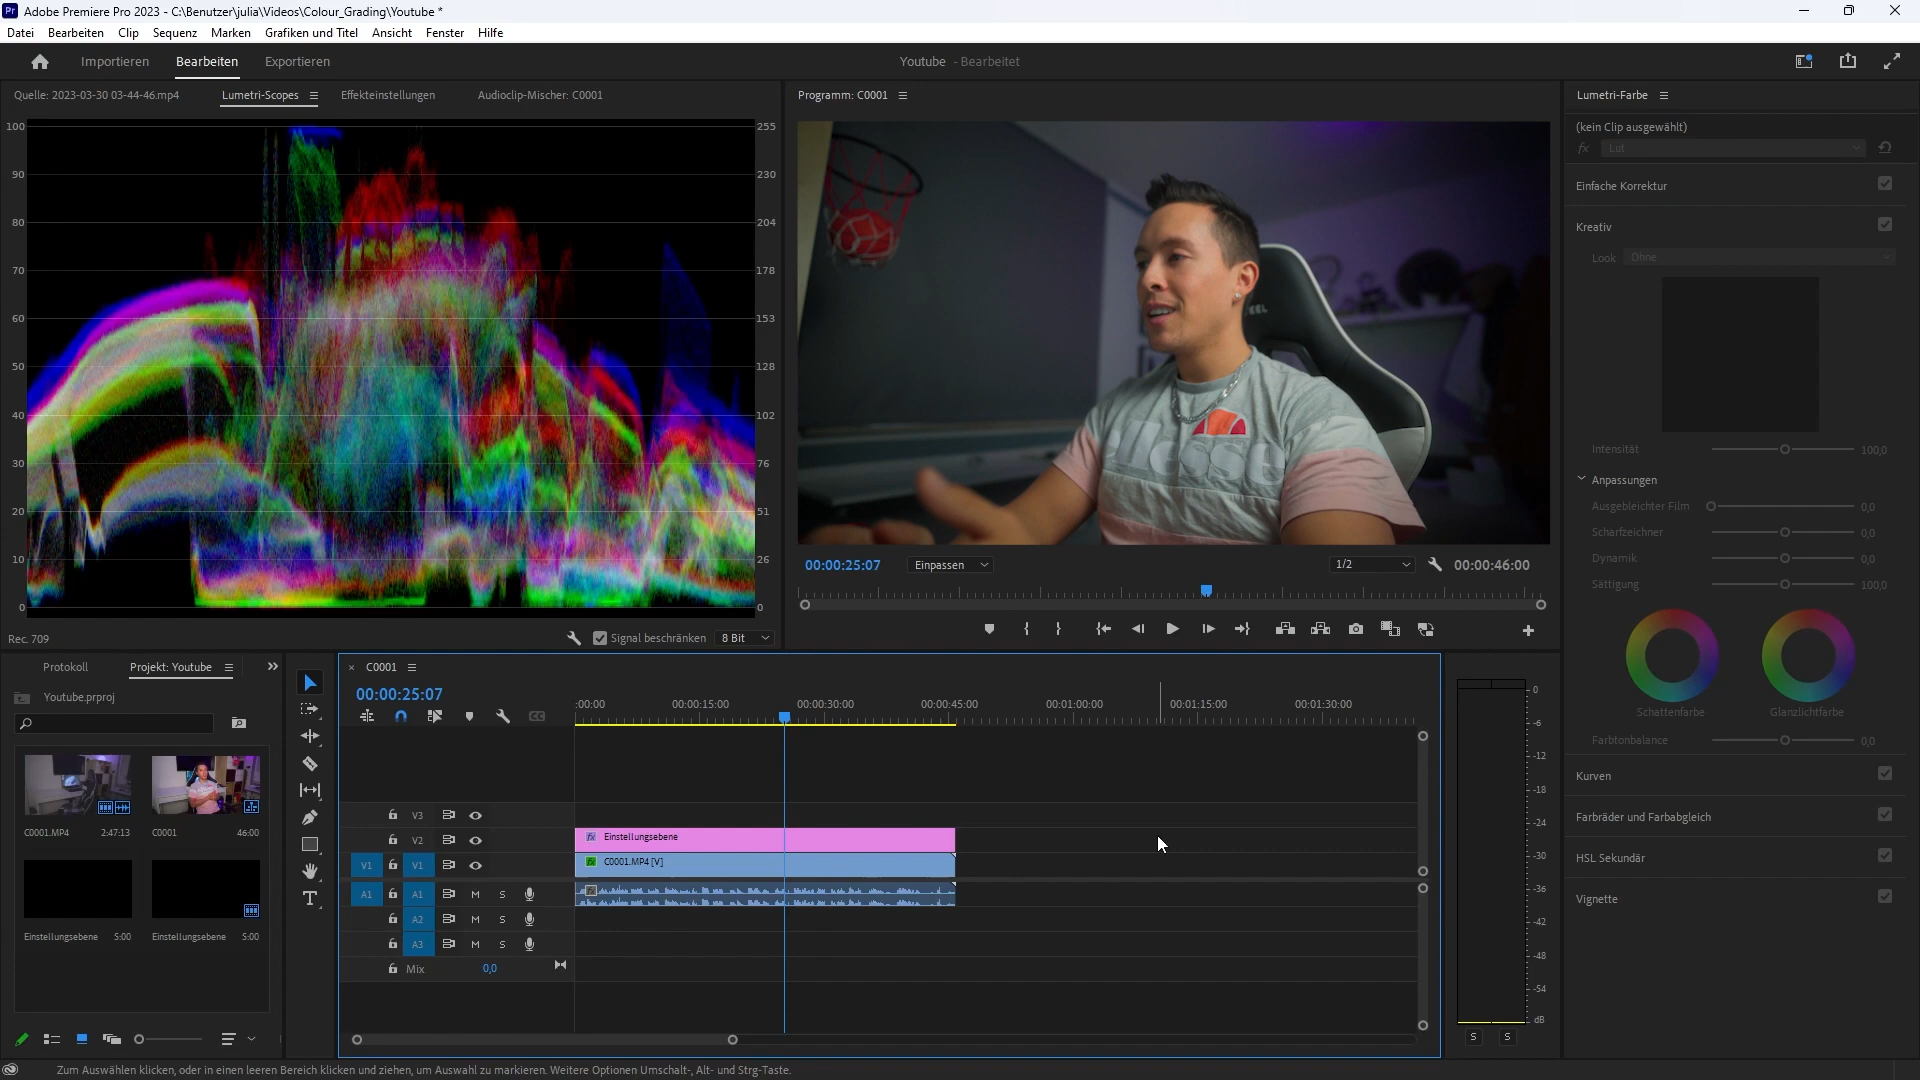 Adobe Premiere Pro 2023 - C:\Benutzer\julia\Videos\Colour_Grading\Youtube *
Datei Bearbeiten Clip Sequenz Marken Grafiken und Titel Ansicht Fenster Hilfe
Importieren Bearbeiten Exportieren
Youtube - Bearbeitet
Quelle: 2023-03-30 03-44-46.mp4 Lumetri-Scopes Effekteinstellungen Audioclip-Mischer: C0001
100 255
90 230
80 204
70 178
60 153
50 128
40 102
30 76
20 51
10 26
0 0
Rec. 709 Signal beschränken 8 Bit
Programm: C0001
ellesse
00:00:25:07 Einpassen 1/2 00:00:46:00
Lumetri-Farbe
(kein Clip ausgewählt)
fx Lut
Einfache Korrektur
Kreativ
Look Ohne
Intensität 100,0
Anpassungen
Ausgebleichter Film 0,0
Scharfzeichner 0,0
Dynamik 0,0
Sättigung 100,0
Schattenfarbe Glanzlichtfarbe
Farbtonbalance 0,0
Kurven
Farbräder und Farbabgleich
HSL Sekundär
Vignette
Protokoll Projekt: Youtube
Youtube.prproj
C0001.MP4 2:47:13 C0001 46:00
Einstellungsebene 5:00 Einstellungsebene 5:00
C0001
00:00:25:07
:00:00 00:00:15:00 00:00:30:00 00:00:45:00 00:01:00:00 00:01:15:00 00:01:30:00
V3
V2 fx Einstellungsebene
V1 V1 fx C0001.MP4 [V]
A1 A1 M S
A2 M S
A3 M S
Mix 0,0
0
-6
-12
-18
-24
-30
-36
-42
-48
-54
dB
S S
Zum Auswählen klicken, oder in einen leeren Bereich klicken und ziehen, um Auswahl zu markieren. Weitere Optionen Umschalt-, Alt- und Strg-Taste.